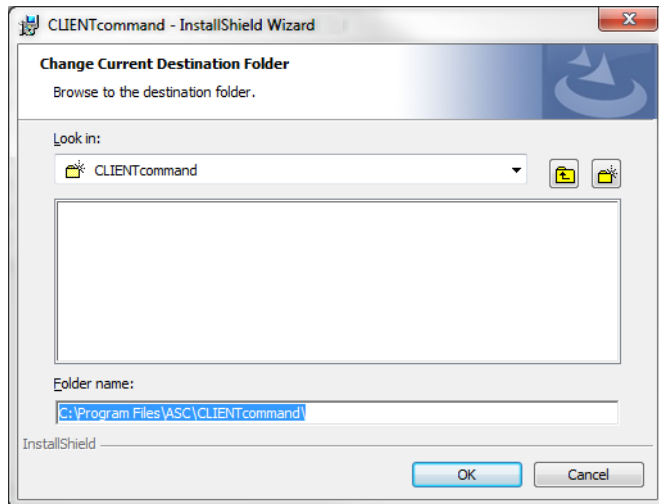 CLIENTcommand - InstallShield Wizard
Change Current Destination Folder
Browse to the destination folder.
Look in:
CLIENTcommand
Folder name:
C:\Program Files\ASC\CLIENTcommand\
InstallShield
OK Cancel